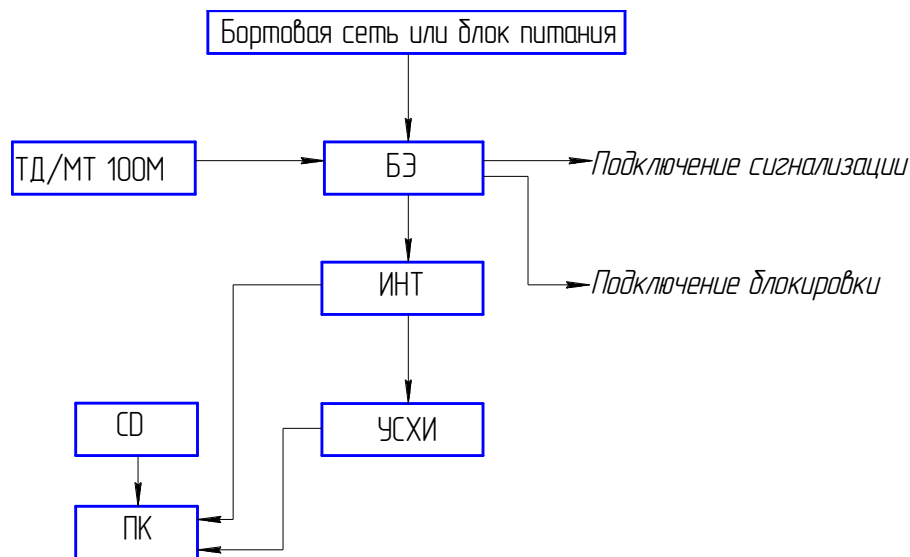 Бортовая сеть или блок питания
ТД/МТ 100М
БЭ
Подключение сигнализации
ИНТ
Подключение блокировки
CD
УСХИ
ПК